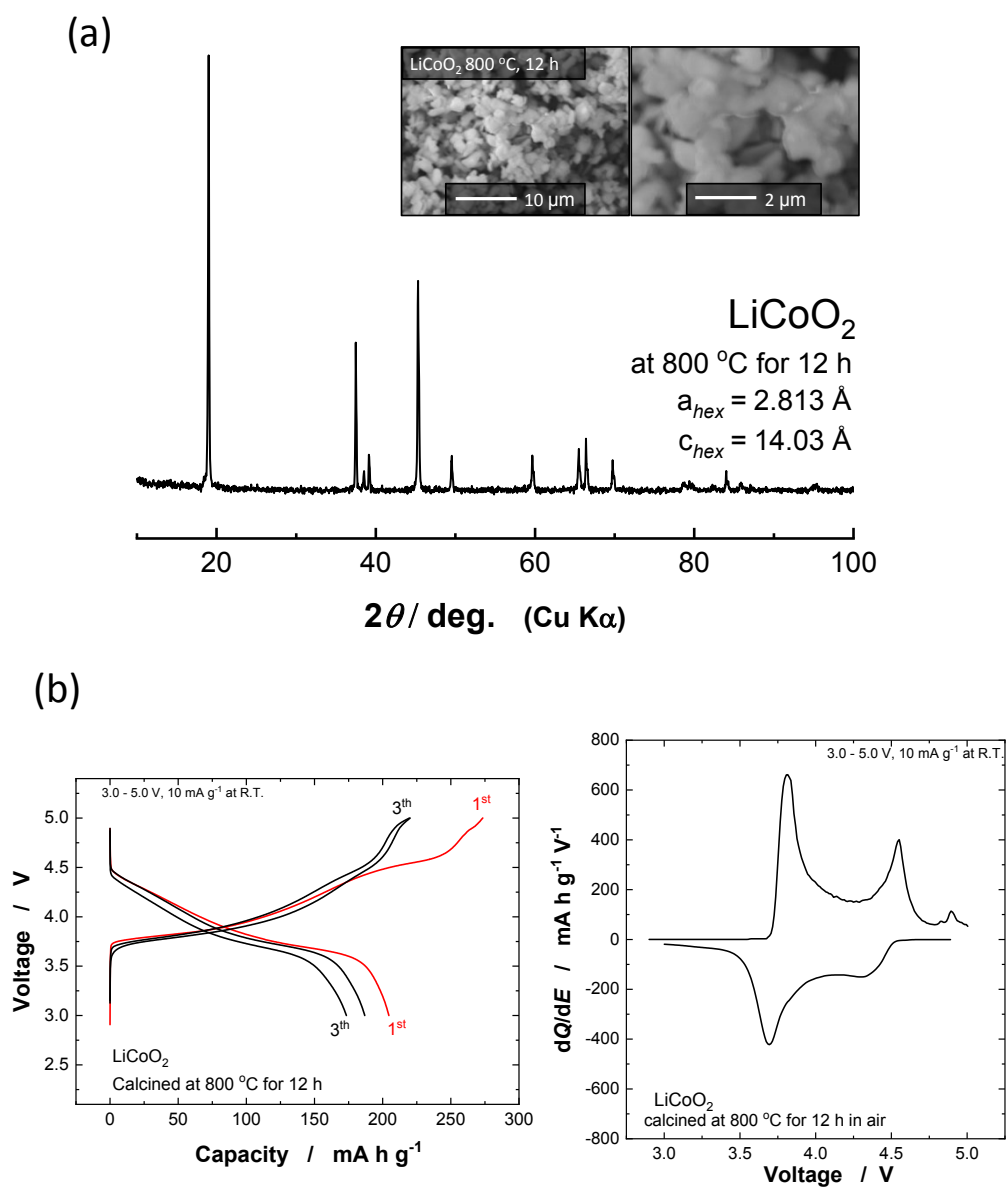 (a)
LiCoO2 800 oC, 12 h
10 μm
2 μm
LiCoO2
at 800 oC for 12 h
ahex = 2.813 Å
chex = 14.03 Å
20 40 60 80 100
2θ / deg. (Cu Kα)
(b)
3.0 - 5.0 V, 10 mA g-1 at R.T.
3th
1st
5.0
4.5
4.0
3.5
3.0
2.5
Voltage / V
3th
1st
LiCoO2
Calcined at 800 oC for 12 h
0 50 100 150 200 250 300
Capacity / mA h g-1
3.0 - 5.0 V, 10 mA g-1 at R.T.
800
600
400
200
0
-200
-400
-600
-800
dQ/dE / mA h g-1 V-1
LiCoO2
calcined at 800 oC for 12 h in air
3.0 3.5 4.0 4.5 5.0
Voltage / V